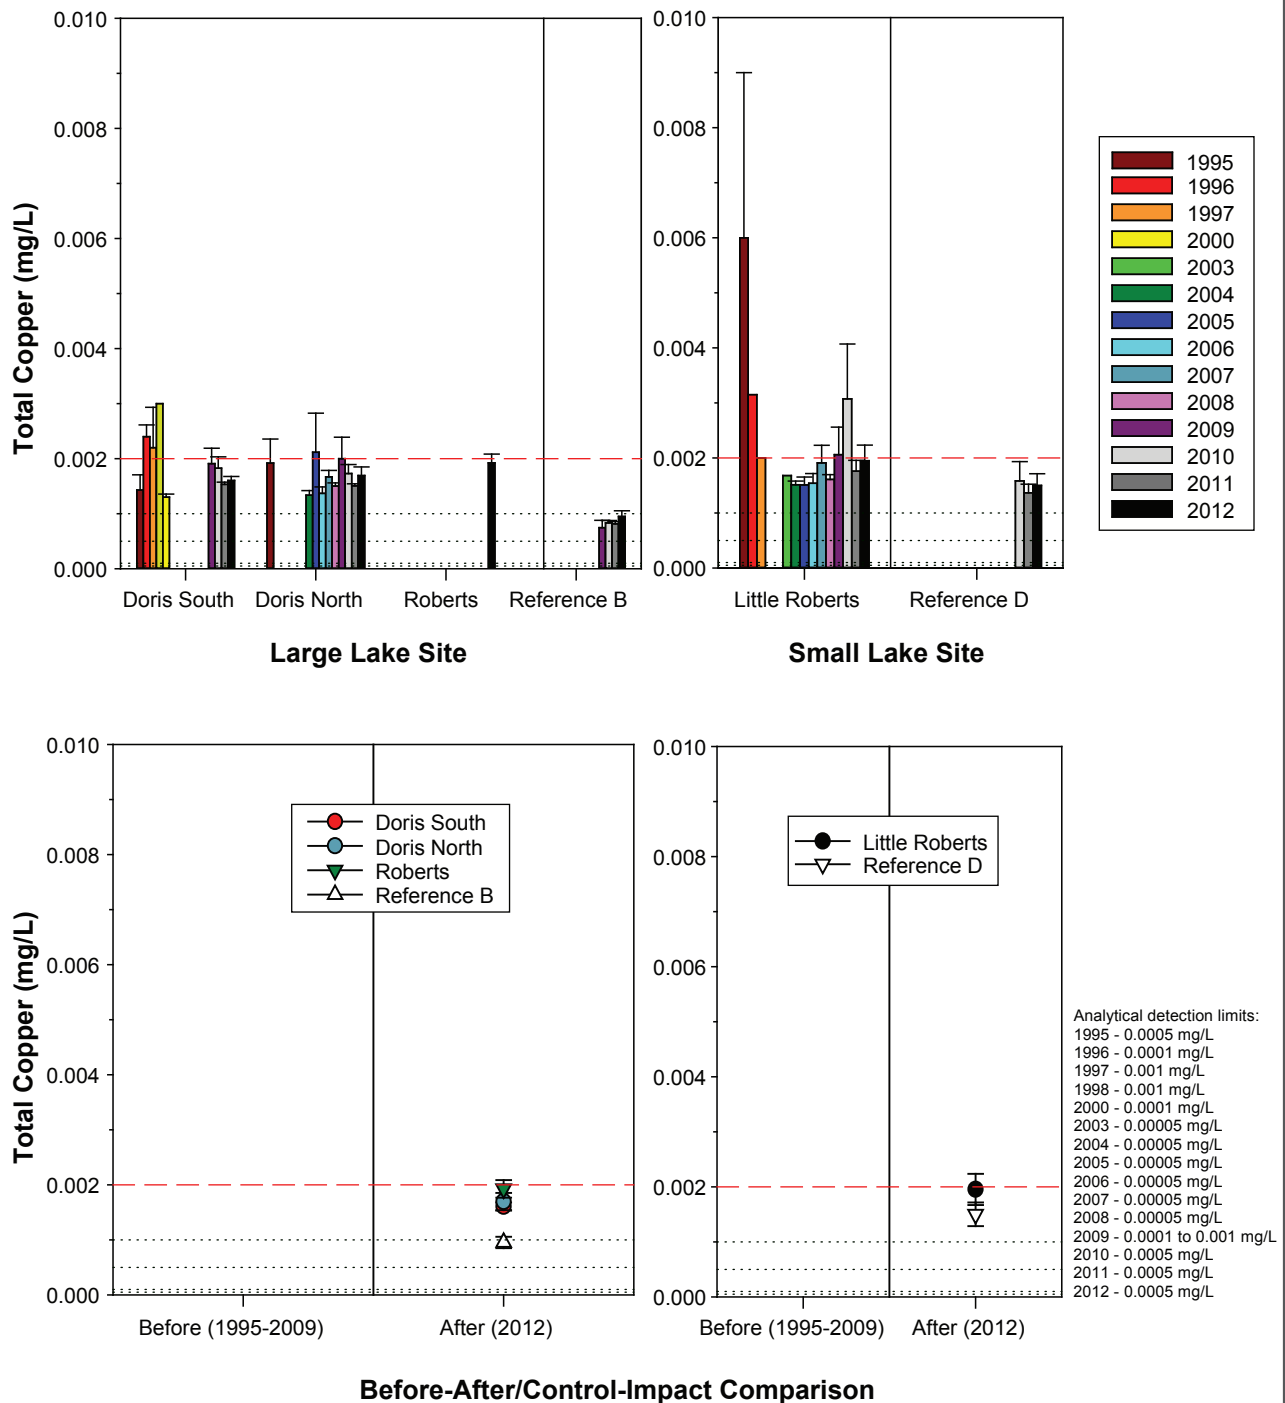 Total Copper (mg/L)
0.010
0.008
0.006
0.004
0.002
0.000
Doris South
Doris North
Roberts
Reference B
Large Lake Site
0.010
0.008
0.006
0.004
0.002
0.000
Little Roberts
Reference D
Small Lake Site
1995
1996
1997
2000
2003
2004
2005
2006
2007
2008
2009
2010
2011
2012
Total Copper (mg/L)
0.010
0.008
0.006
0.004
0.002
0.000
Doris South
Doris North
Roberts
Reference B
Before (1995-2009)
After (2012)
0.010
0.008
0.006
0.004
0.002
0.000
Little Roberts
Reference D
Before (1995-2009)
After (2012)
Analytical detection limits:
1995 - 0.0005 mg/L
1996 - 0.0001 mg/L
1997 - 0.001 mg/L
1998 - 0.001 mg/L
2000 - 0.0001 mg/L
2003 - 0.00005 mg/L
2004 - 0.00005 mg/L
2005 - 0.00005 mg/L
2006 - 0.00005 mg/L
2007 - 0.00005 mg/L
2008 - 0.00005 mg/L
2009 - 0.0001 to 0.001 mg/L
2010 - 0.0005 mg/L
2011 - 0.0005 mg/L
2012 - 0.0005 mg/L
Before-After/Control-Impact Comparison